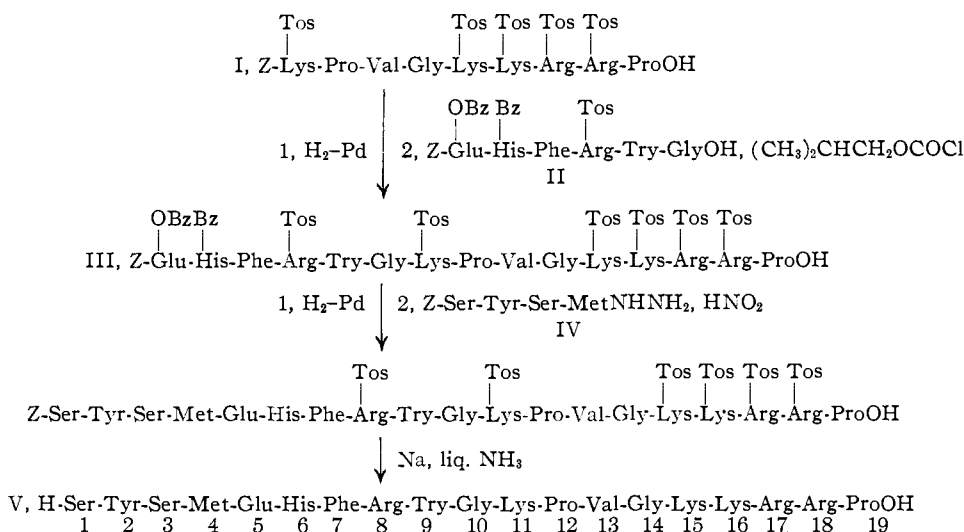 Tos Tos Tos Tos Tos
I, Z-Lys-Pro-Val-Gly-Lys-Lys-Arg-Arg-ProOH
OBz Bz Tos
1, H₂–Pd 2, Z-Glu-His-Phe-Arg-Try-GlyOH, (CH₃)₂CHCH₂OCOCl
II
OBz Bz Tos Tos Tos Tos Tos Tos
III, Z-Glu-His-Phe-Arg-Try-Gly-Lys-Pro-Val-Gly-Lys-Lys-Arg-Arg-ProOH
1, H₂–Pd 2, Z-Ser-Tyr-Ser-MetNHNH₂, HNO₂
IV
Tos Tos Tos Tos Tos Tos
Z-Ser-Tyr-Ser-Met-Glu-His-Phe-Arg-Try-Gly-Lys-Pro-Val-Gly-Lys-Lys-Arg-Arg-ProOH
Na, liq. NH₃
V, H-Ser-Tyr-Ser-Met-Glu-His-Phe-Arg-Try-Gly-Lys-Pro-Val-Gly-Lys-Lys-Arg-Arg-ProOH
1 2 3 4 5 6 7 8 9 10 11 12 13 14 15 16 17 18 19